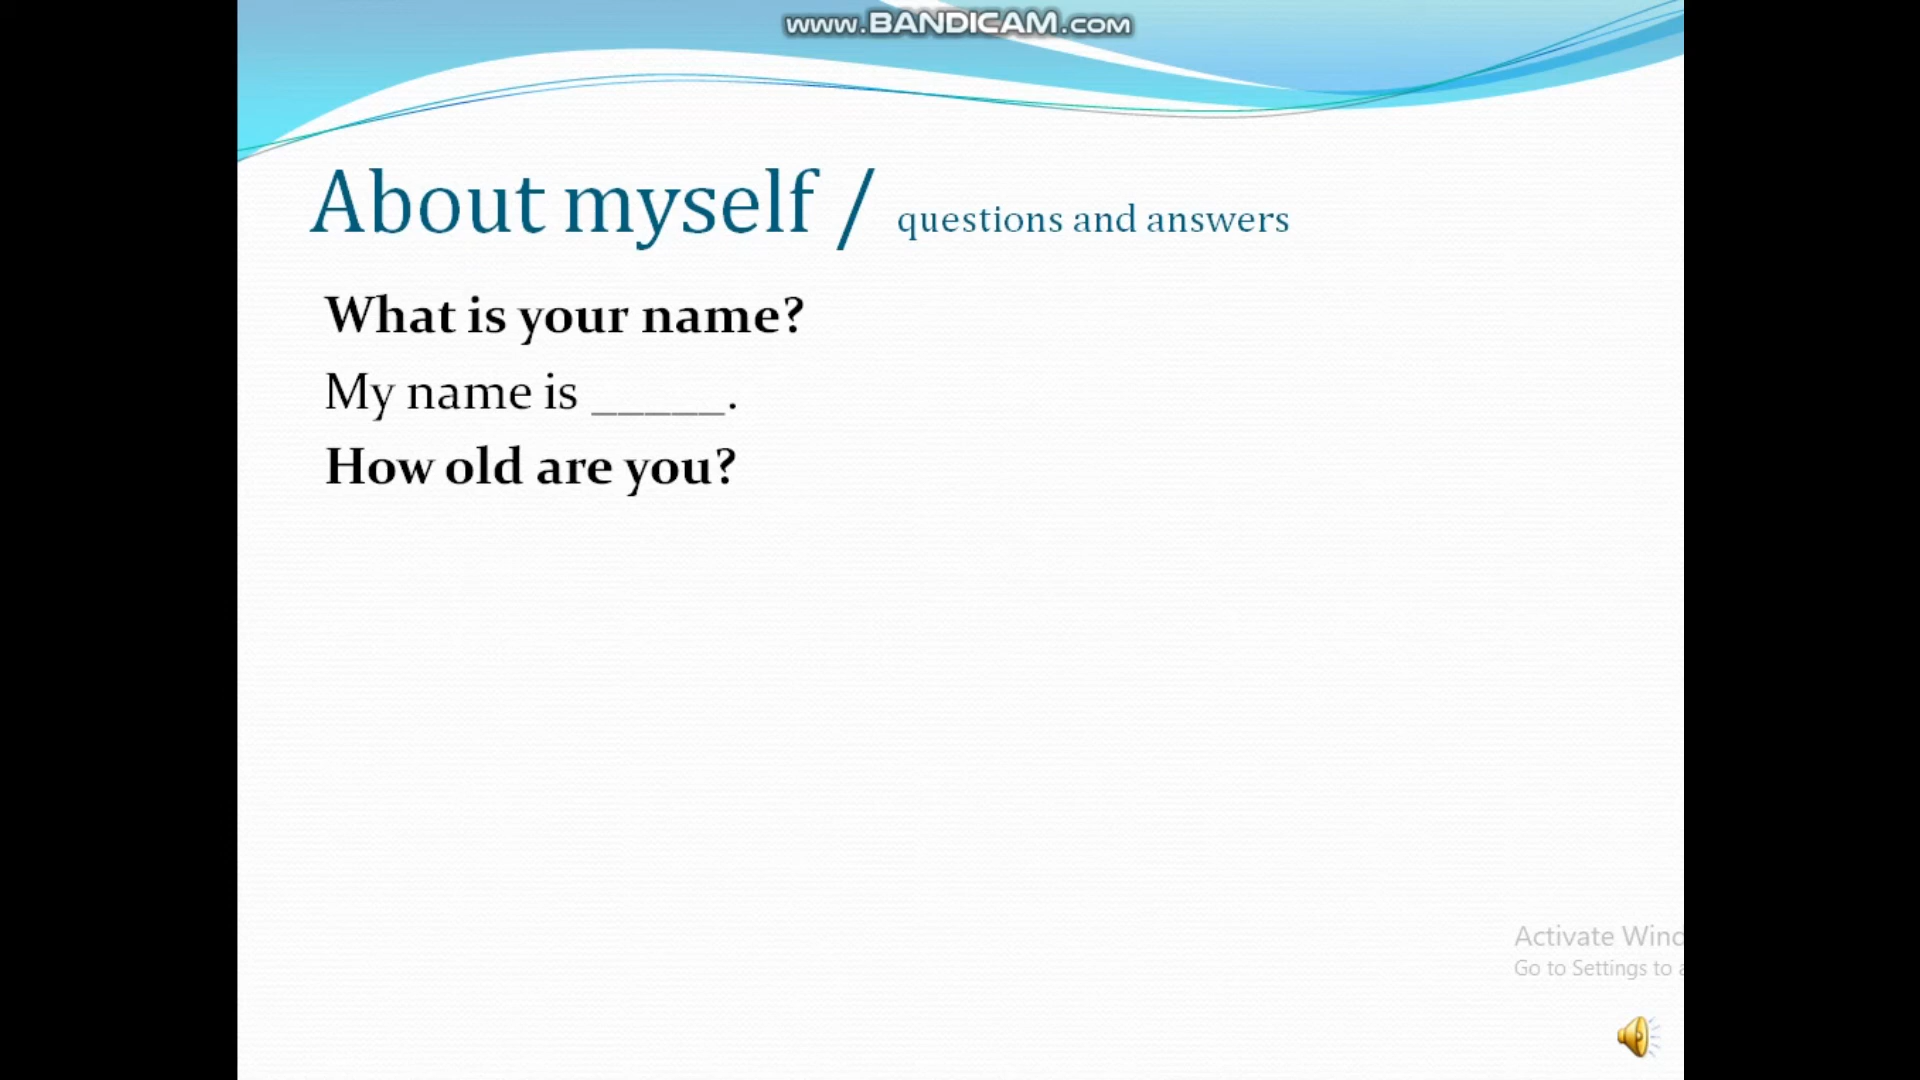 www.BANDICAM.com
About myself / questions and answers
What is your name?
My name is _____.
How old are you?
Activate Winc
Go to Settings to a